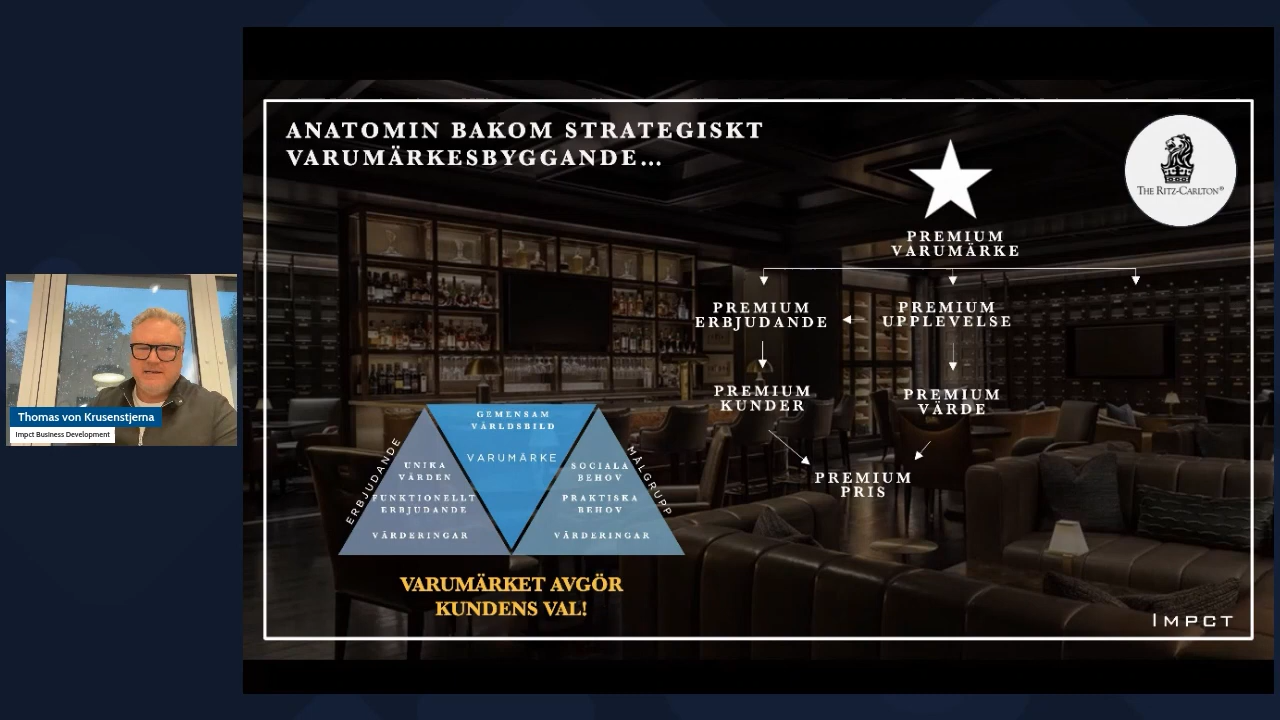 ANATOMIN BAKOM STRATEGISKT
VARUMÄRKESBYGGANDE...
THE RITZ-CARLTON®
PREMIUM
VARUMÄRKE
PREMIUM
ERBJUDANDE
PREMIUM
UPPLEVELSE
PREMIUM
KUNDER
PREMIUM
VÄRDE
PREMIUM
PRIS
GEMENSAM
VÄRLDSBILD
VARUMÄRKE
ERBJUDANDE
UNIKA
VÄRDEN
FUNKTIONELLT
ERBJUDANDE
VÄRDERINGAR
MÅLGRUPP
SOCIALA
BEHOV
PRAKTISKA
BEHOV
VÄRDERINGAR
VARUMÄRKET AVGÖR
KUNDENS VAL!
IMPCT
Thomas von Krusenstjerna
Impct Business Development